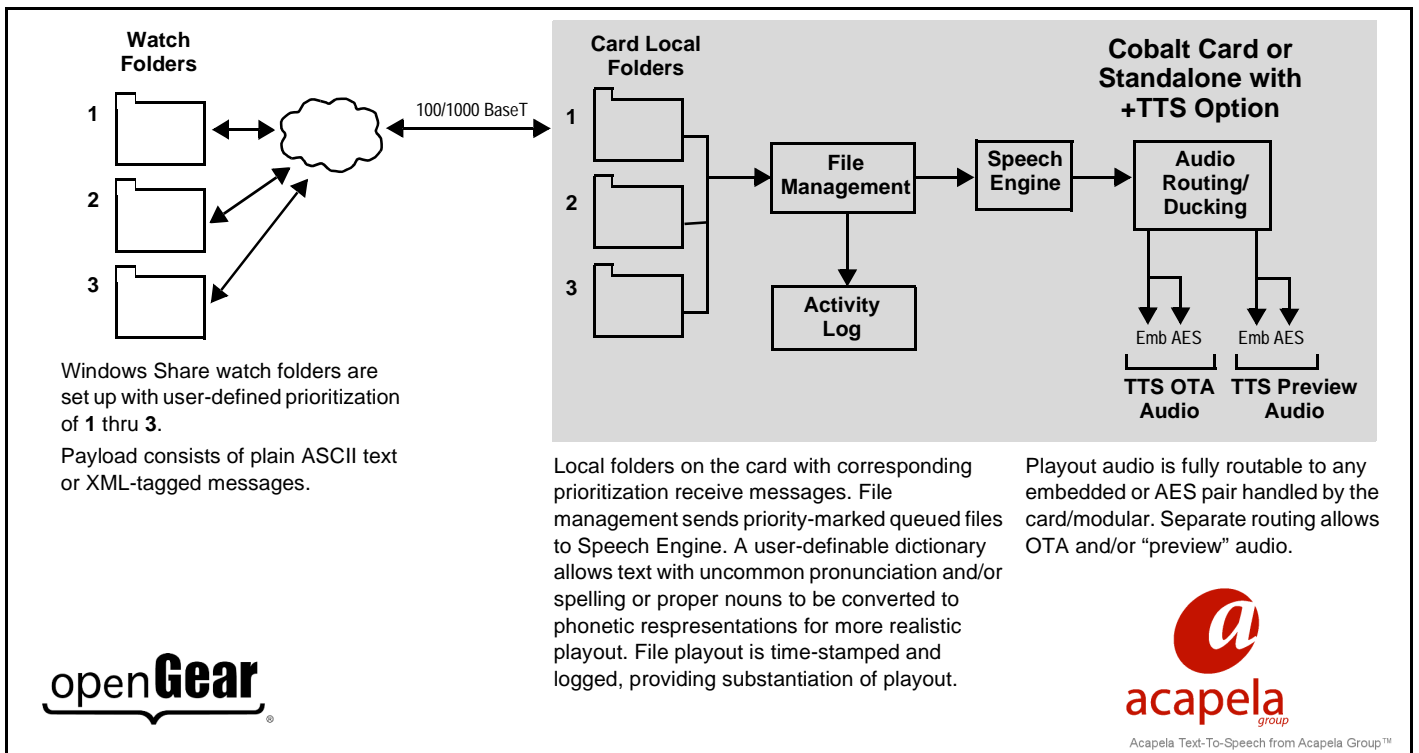 Watch
Folders
1
2
3
100/1000 BaseT
Windows Share watch folders are
set up with user-defined prioritization
of 1 thru 3.
Payload consists of plain ASCII text
or XML-tagged messages.
Card Local
Folders
1
2
3
Cobalt Card or
Standalone with
+TTS Option
File
Management
Speech
Engine
Audio
Routing/
Ducking
Activity
Log
Emb AES
Emb AES
TTS OTA
Audio
TTS Preview
Audio
Local folders on the card with corresponding
prioritization receive messages. File
management sends priority-marked queued files
to Speech Engine. A user-definable dictionary
allows text with uncommon pronunciation and/or
spelling or proper nouns to be converted to
phonetic respresentations for more realistic
playout. File playout is time-stamped and
logged, providing substantiation of playout.
Playout audio is fully routable to any
embedded or AES pair handled by the
card/modular. Separate routing allows
OTA and/or “preview” audio.
openGear®
a
acapela
group
Acapela Text-To-Speech from Acapela Group™